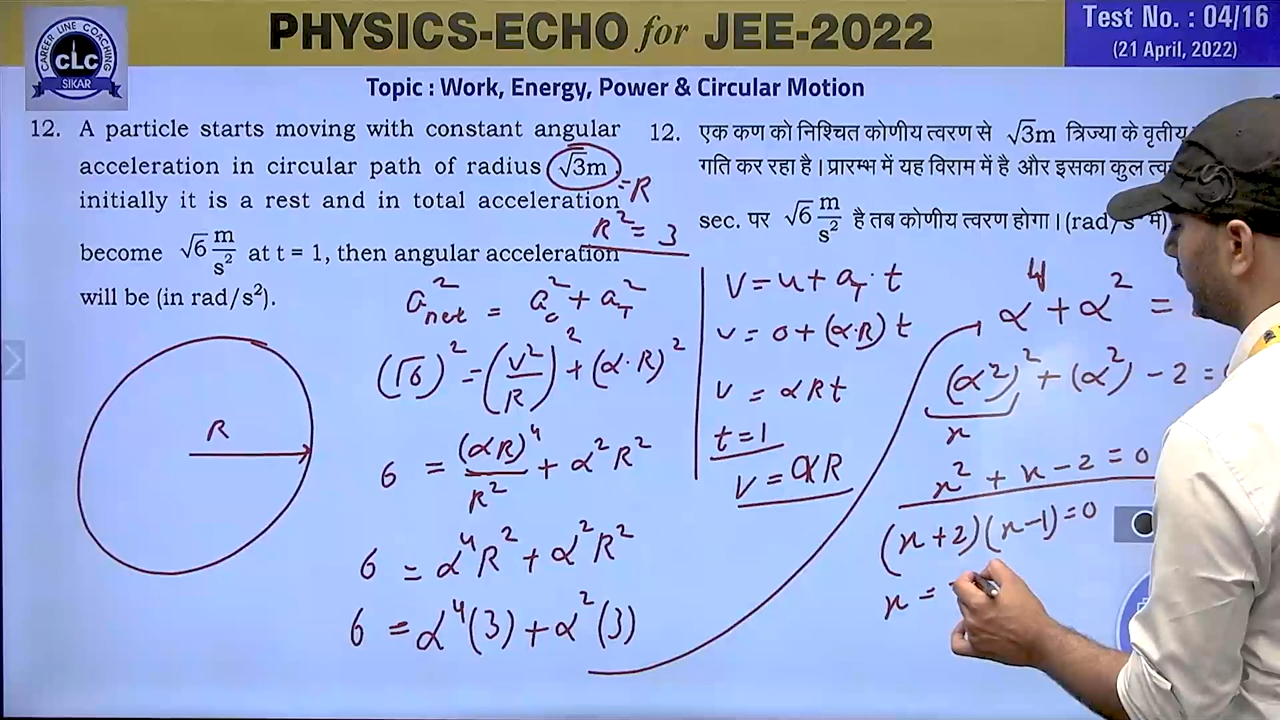 CAREER LINE COACHING
CLC
SIKAR
PHYSICS-ECHO for JEE-2022
Test No. : 04/16
(21 April, 2022)
Topic : Work, Energy, Power & Circular Motion
12. A particle starts moving with constant angular
acceleration in circular path of radius √3m
initially it is a rest and in total acceleration
become √6 m/s² at t = 1, then angular acceleration
will be (in rad/s²).
= R
R² = 3
12. एक कण को निश्चित कोणीय त्वरण से √3m त्रिज्या के वृतीय
गति कर रहा है। प्रारम्भ में यह विराम में है और इसका कुल
sec. पर √6 m/s² है तब कोणीय त्वरण होगा। (rad/s² में)
R
a²net = a²c + a²T
(√6)² = (v²/R)² + (α·R)²
6 = (αR)⁴/R² + α²R²
6 = α⁴R² + α²R²
6 = α⁴(3) + α²(3)
V = u + aT · t
v = 0 + (α·R) t
v = αRt
t = 1
v = αR
α⁴ + α² =
(α²)² + (α²) - 2 =
x
x² + x - 2 = 0
(x+2)(x-1) = 0
x =